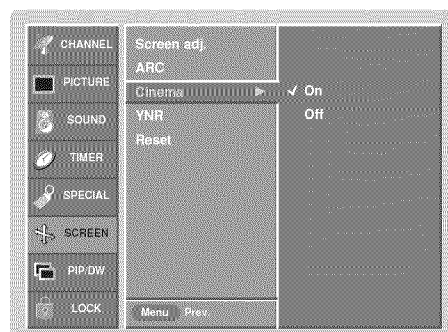 CHANNEL
PICTURE
SOUND
TIMER
SPECIAL
SCREEN
PIP/DW
LOCK
Screen adj.
ARC
Cinema
YNR
Reset
Menu Prev.
On
Off